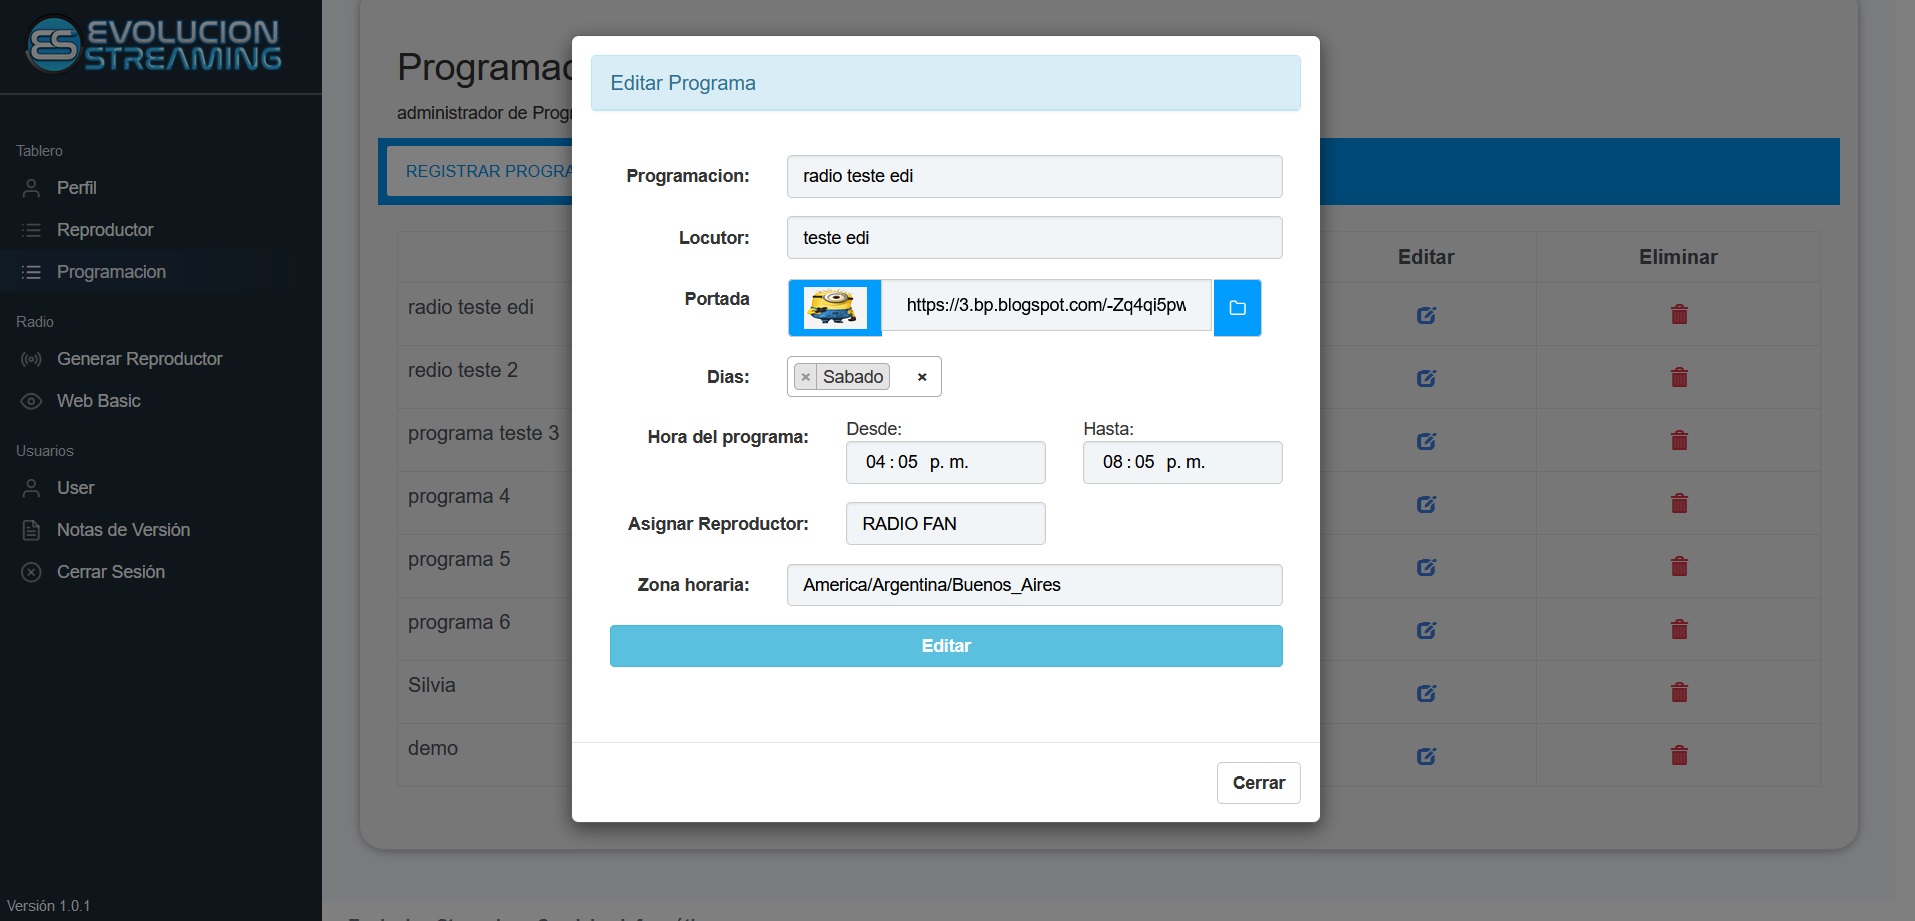 EVOLUCION
STREAMING
Tablero
Perfil
Reproductor
Programacion
Radio
Generar Reproductor
Web Basic
Usuarios
User
Notas de Versión
Cerrar Sesión
Versión 1.0.1
Programac
administrador de Progr
REGISTRAR PROGRA
Editar Eliminar
radio teste edi
redio teste 2
programa teste 3
programa 4
programa 5
programa 6
Silvia
demo
Editar Programa
Programacion: radio teste edi
Locutor: teste edi
Portada https://3.bp.blogspot.com/-Zq4qi5pw
Dias: × Sabado ×
Desde: Hasta:
Hora del programa: 04:05 p. m. 08:05 p. m.
Asignar Reproductor: RADIO FAN
Zona horaria: America/Argentina/Buenos_Aires
Editar
Cerrar